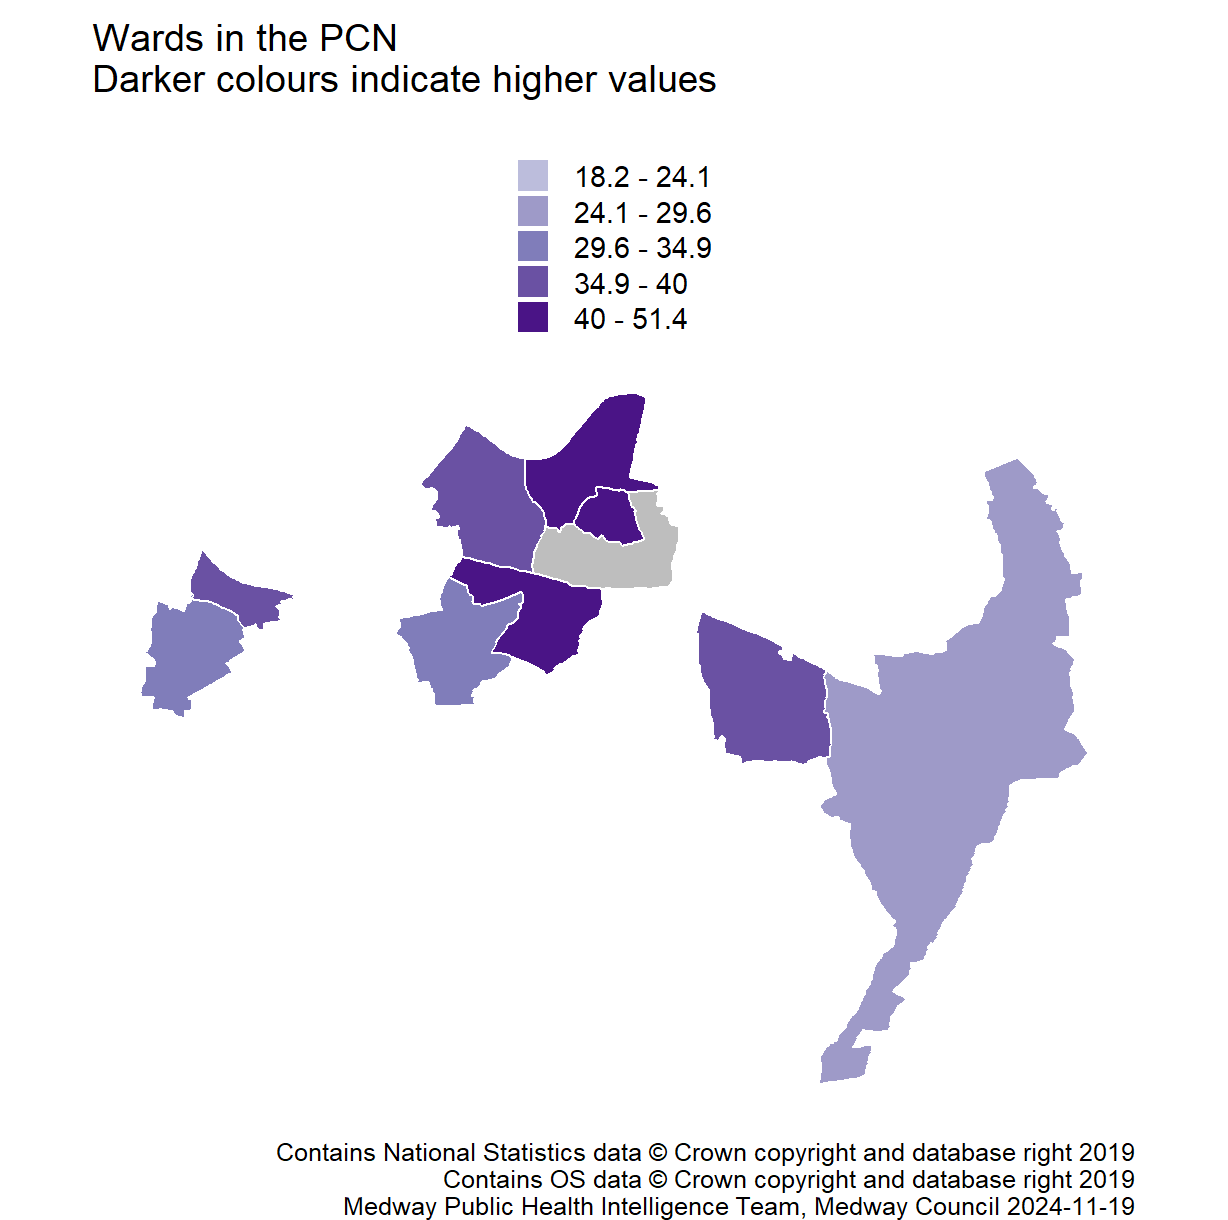 Wards in the PCN
Darker colours indicate higher values
18.2 - 24.1
24.1 - 29.6
29.6 - 34.9
34.9 - 40
40 - 51.4
Contains National Statistics data © Crown copyright and database right 2019
Contains OS data © Crown copyright and database right 2019
Medway Public Health Intelligence Team, Medway Council 2024-11-19